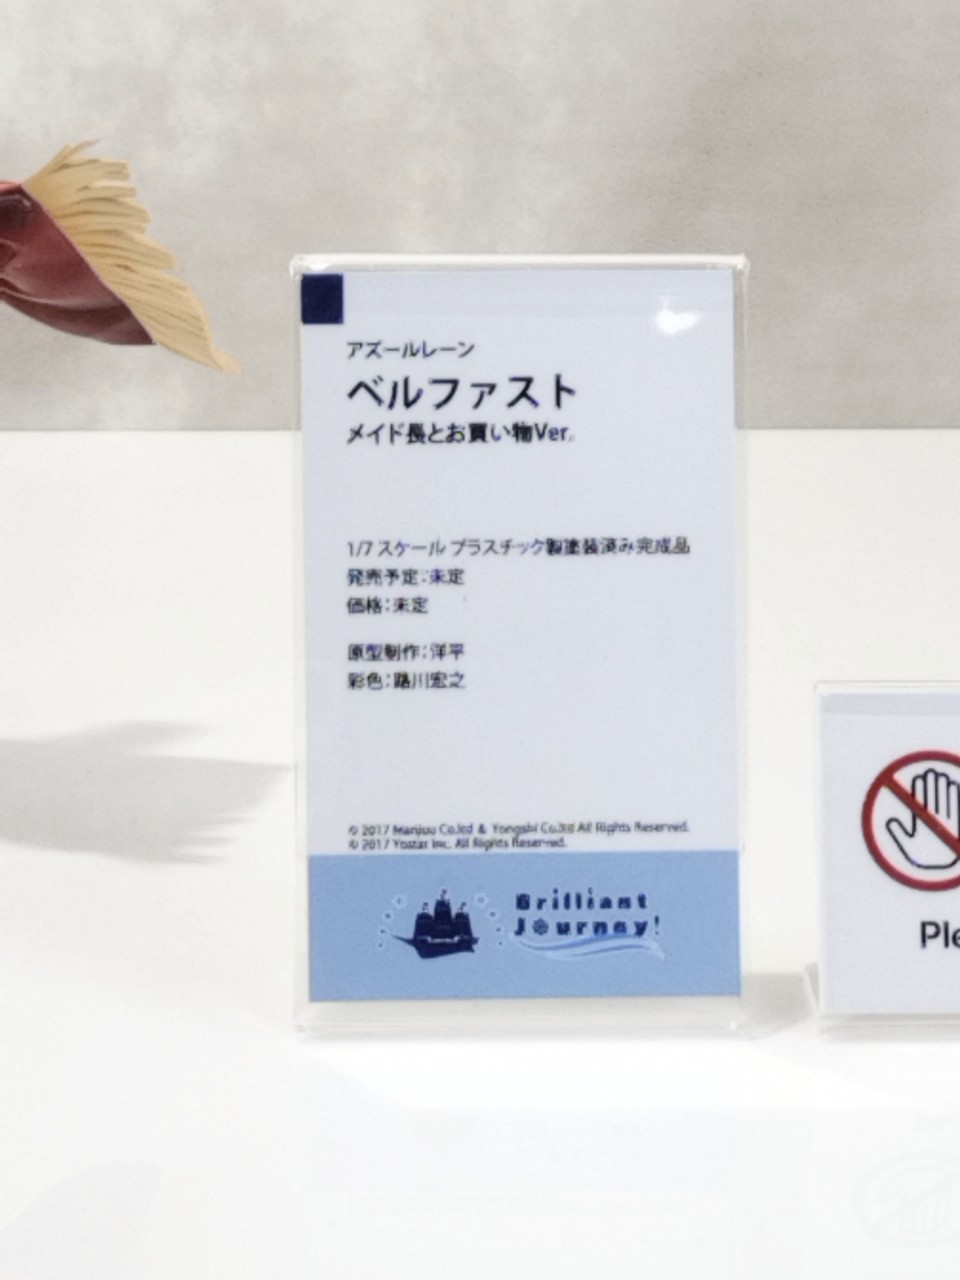 アズールレーン
ベルファスト
メイド長とお買い物Ver.
1/7 スケール プラスチック製塗装済み完成品
発売予定：未定
価格：未定
原型制作：洋平
彩色：鷺川宏之
© 2017 Manjuu Co.ltd & Yongshi Co.ltd All Rights Reserved.
© 2017 Yostar Inc. All Rights Reserved.
Brilliant
Journey!
Ple